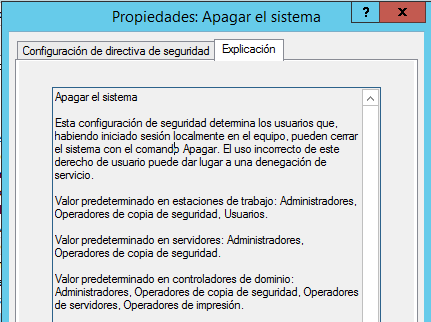 Propiedades: Apagar el sistema
? x
Configuración de directiva de seguridad Explicación
Apagar el sistema
Esta configuración de seguridad determina los usuarios que,
habiendo iniciado sesión localmente en el equipo, pueden cerrar
el sistema con el comando Apagar. El uso incorrecto de este
derecho de usuario puede dar lugar a una denegación de
servicio.
Valor predeterminado en estaciones de trabajo: Administradores,
Operadores de copia de seguridad, Usuarios.
Valor predeterminado en servidores: Administradores,
Operadores de copia de seguridad.
Valor predeterminado en controladores de dominio:
Administradores, Operadores de copia de seguridad, Operadores
de servidores, Operadores de impresión.